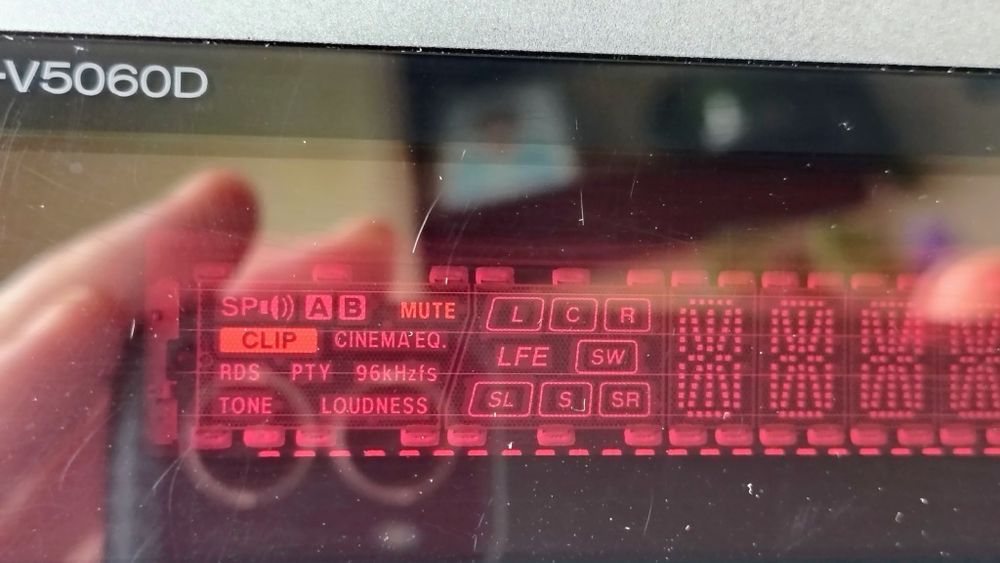 -V5060D
SP A B MUTE
CLIP CINEMA EQ.
RDS PTY 96kHzfs
TONE LOUDNESS
L C R
LFE SW
SL S SR